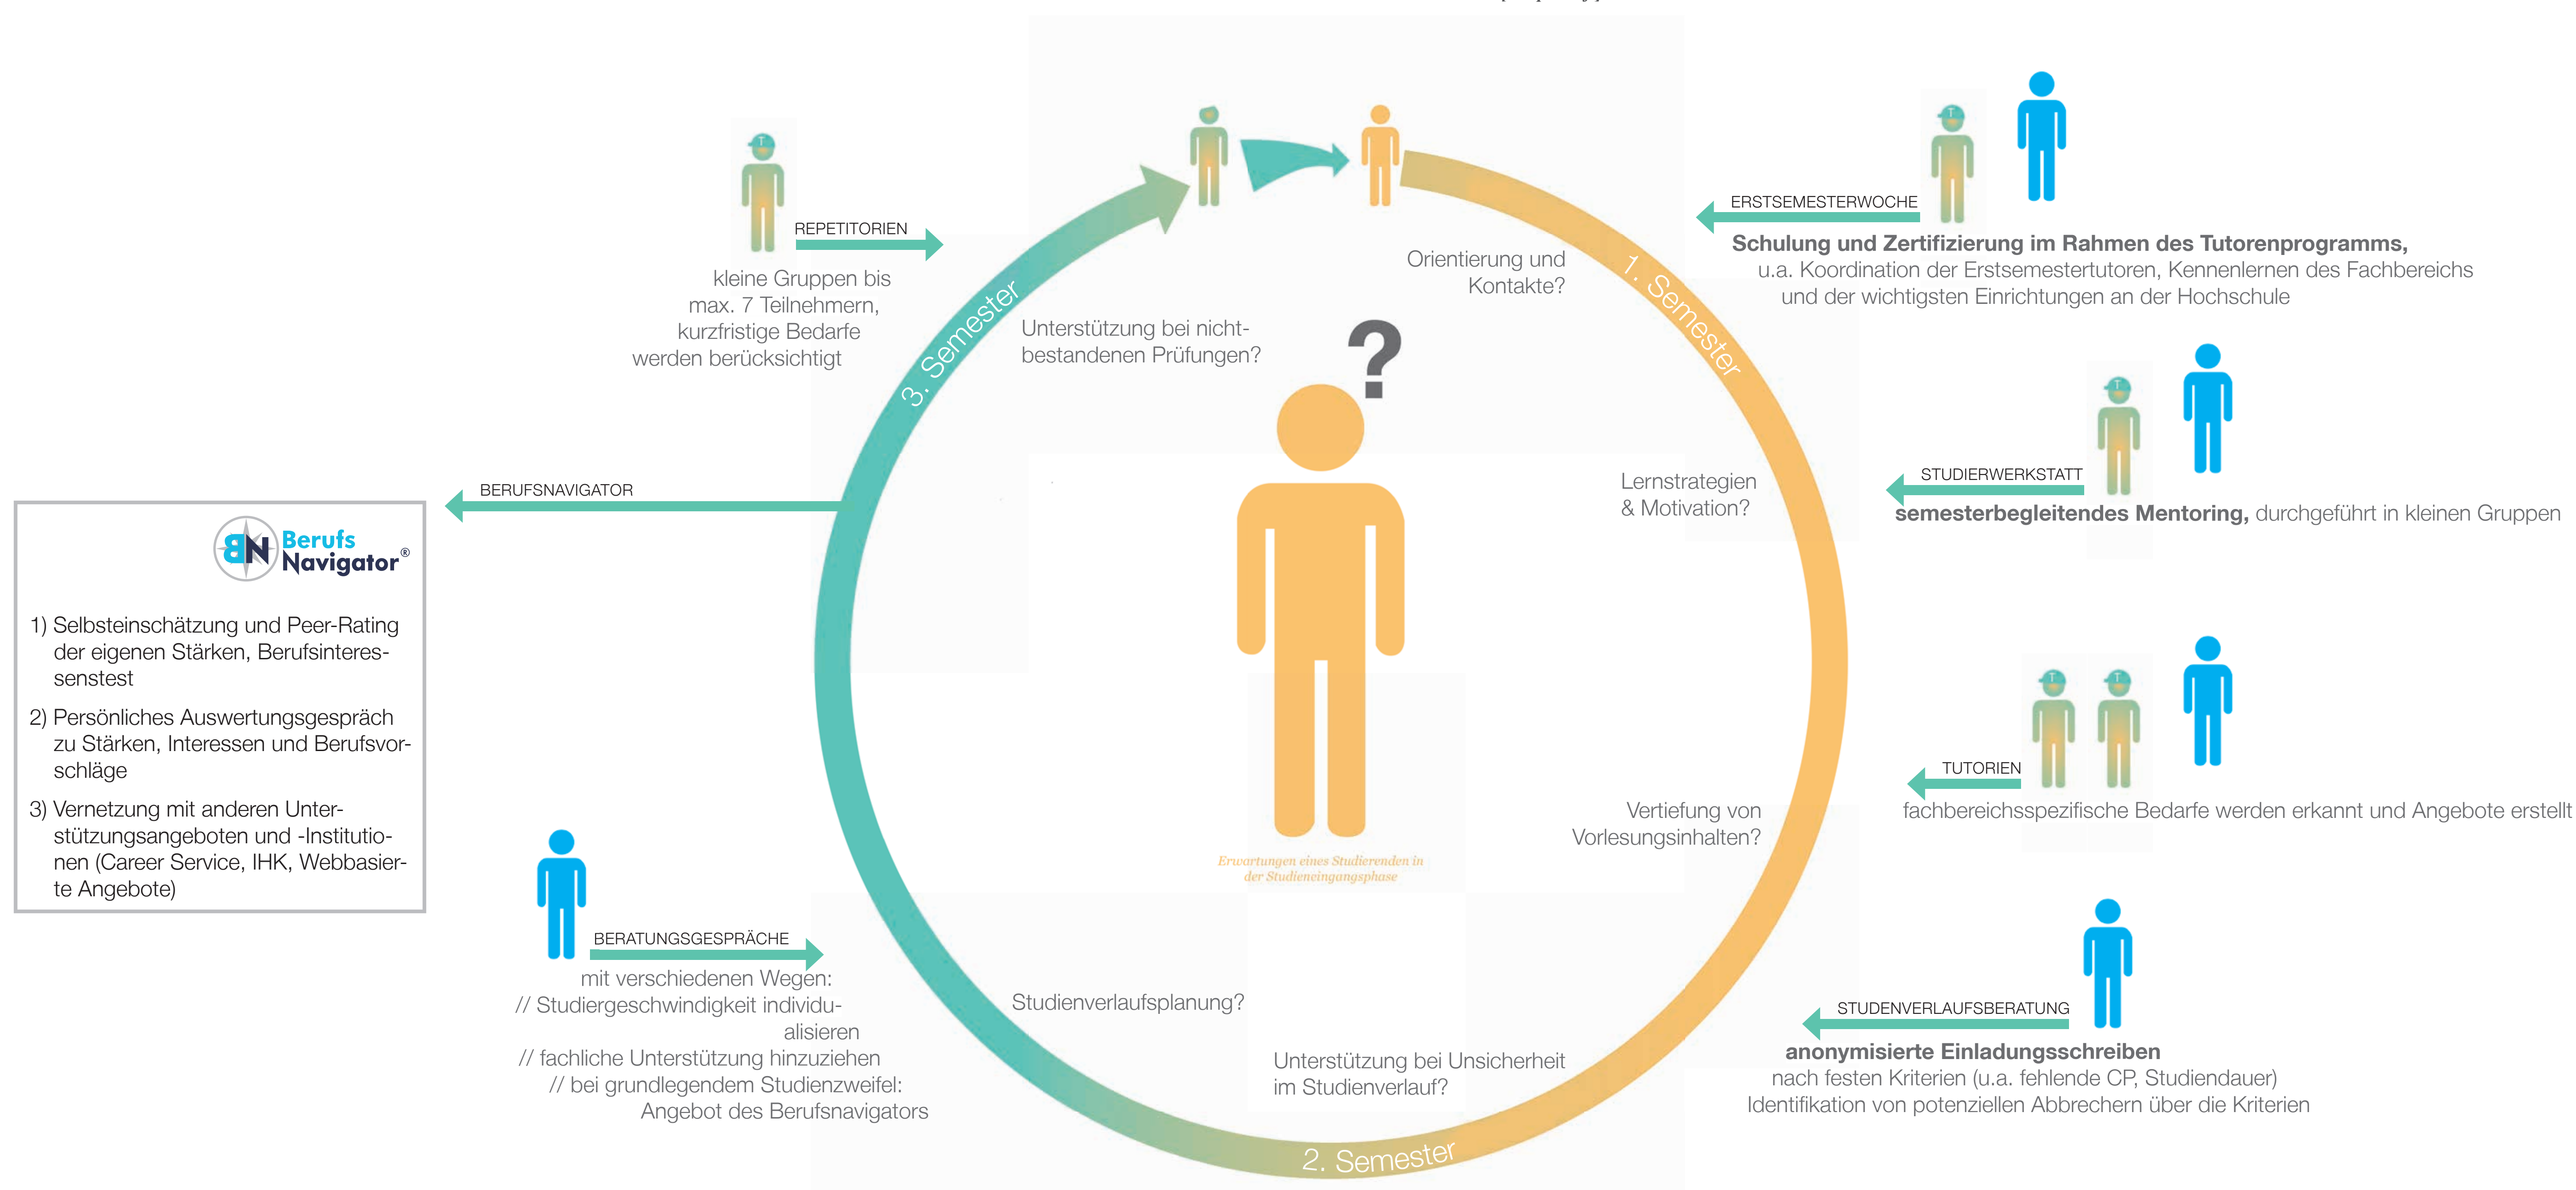 ERSTSEMESTERWOCHE
Schulung und Zertifizierung im Rahmen des Tutorenprogramms,
u.a. Koordination der Erstsemestertutoren, Kennenlernen des Fachbereichs
und der wichtigsten Einrichtungen an der Hochschule
REPETITORIEN
kleine Gruppen bis
max. 7 Teilnehmern,
kurzfristige Bedarfe
werden berücksichtigt
Orientierung und
Kontakte?
1. Semester
3. Semester
Unterstützung bei nicht-
bestandenen Prüfungen?
?
STUDIERWERKSTATT
semesterbegleitendes Mentoring, durchgeführt in kleinen Gruppen
Lernstrategien
& Motivation?
BERUFSNAVIGATOR
BN Berufs
Navigator®
1) Selbsteinschätzung und Peer-Rating
der eigenen Stärken, Berufsinteres-
senstest
2) Persönliches Auswertungsgespräch
zu Stärken, Interessen und Berufsvor-
schläge
3) Vernetzung mit anderen Unter-
stützungsangeboten und -Institutio-
nen (Career Service, IHK, Webbasier-
te Angebote)
TUTORIEN
fachbereichsspezifische Bedarfe werden erkannt und Angebote erstellt
Vertiefung von
Vorlesungsinhalten?
Erwartungen eines Studierenden in
der Studieneingangsphase
BERATUNGSGESPRÄCHE
mit verschiedenen Wegen:
// Studiergeschwindigkeit individu-
alisieren
// fachliche Unterstützung hinzuziehen
// bei grundlegendem Studienzweifel:
Angebot des Berufsnavigators
Studienverlaufsplanung?
Unterstützung bei Unsicherheit
im Studienverlauf?
STUDENVERLAUFSBERATUNG
anonymisierte Einladungsschreiben
nach festen Kriterien (u.a. fehlende CP, Studiendauer)
Identifikation von potenziellen Abbrechern über die Kriterien
2. Semester
T
T
T
T
T